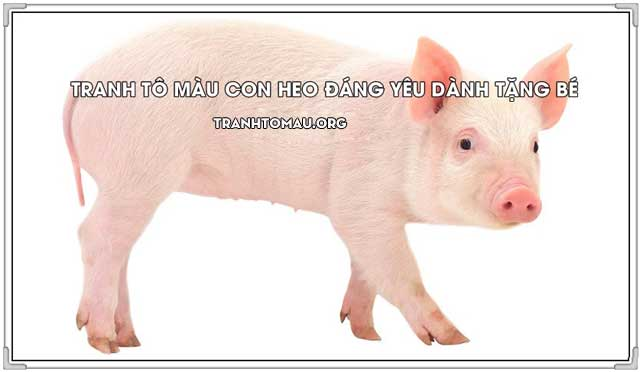 TRANH TÔ MÀU CON HEO ĐÁNG YÊU DÀNH TẶNG BÉ
TRANHTOMAU.ORG